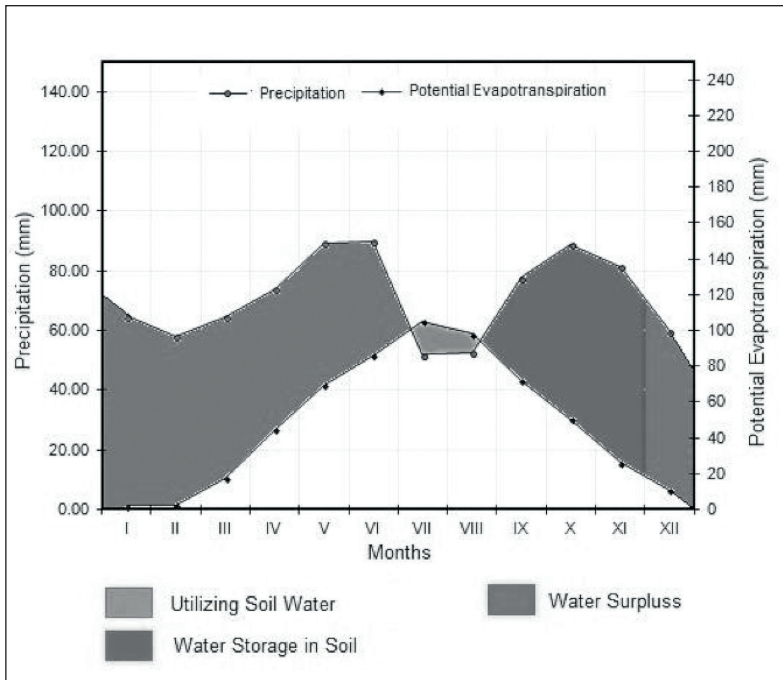 Precipitation Potential Evapotranspiration
Precipitation (mm)
140.00
120.00
100.00
80.00
60.00
40.00
20.00
0.00
240
220
200
180
160
140
120
100
80
60
40
20
0
Potential Evapotranspiration (mm)
I II III IV V VI VII VIII IX X XI XII
Months
Utilizing Soil Water
Water Surpluss
Water Storage in Soil